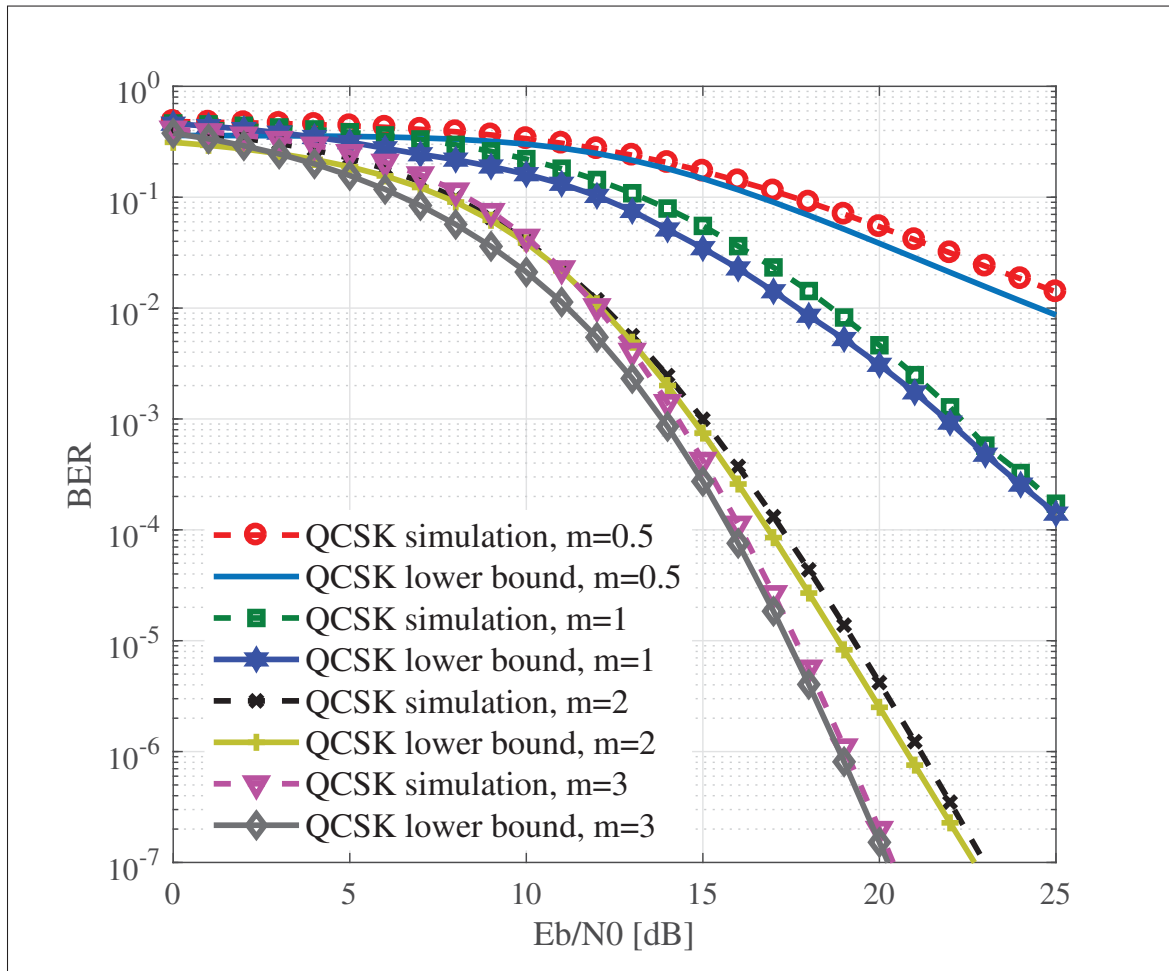 10^0
10^-1
10^-2
10^-3
10^-4
10^-5
10^-6
10^-7
BER
QCSK simulation, m=0.5
QCSK lower bound, m=0.5
QCSK simulation, m=1
QCSK lower bound, m=1
QCSK simulation, m=2
QCSK lower bound, m=2
QCSK simulation, m=3
QCSK lower bound, m=3
0 5 10 15 20 25
Eb/N0 [dB]